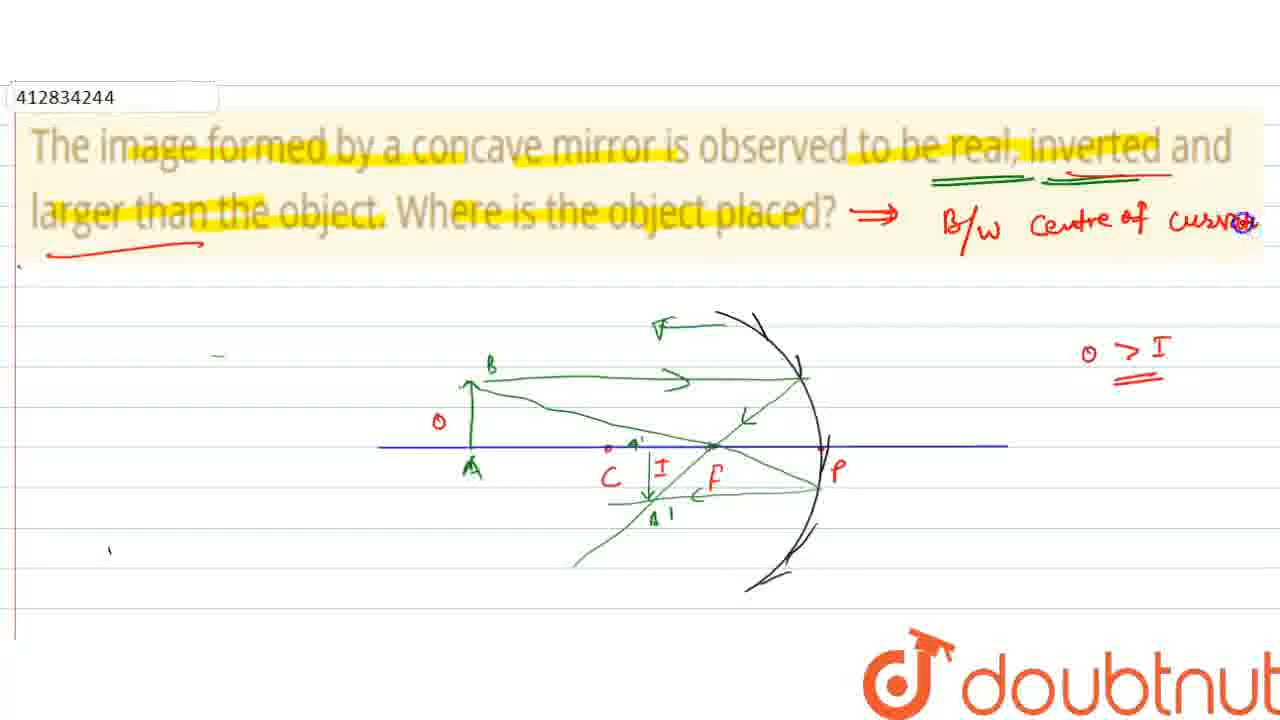 412834244
The image formed by a concave mirror is observed to be real, inverted and
larger than the object. Where is the object placed? ⇒ B/w centre of
O > I
B
O
A' I
A C F P
B'
doubtnut